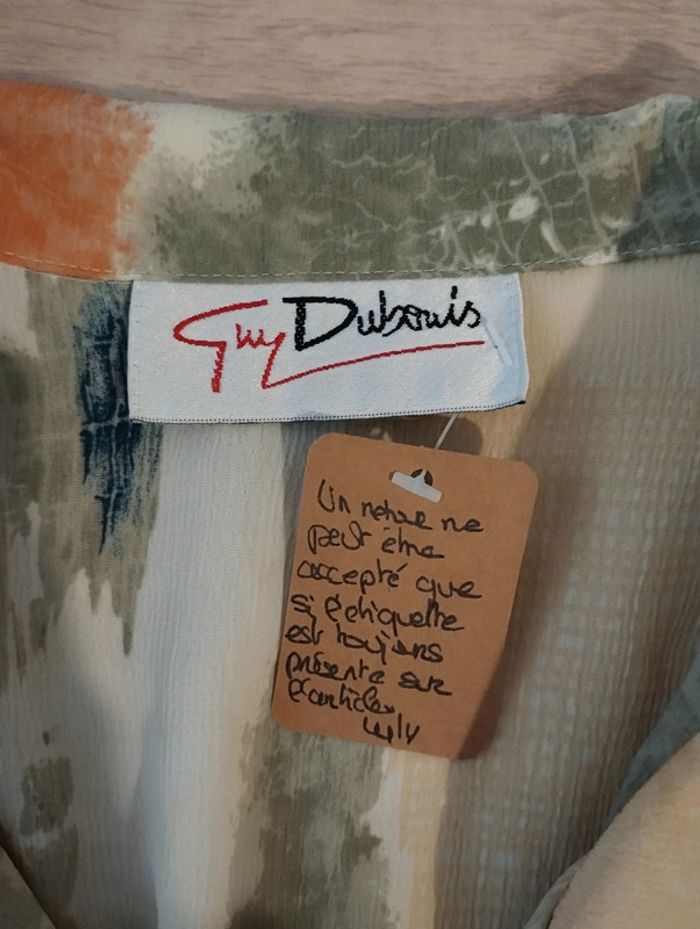 Guy Dubouis
Un retour ne
peut être
accepté que
si l'étiquette
est toujours
présente sur
l'article